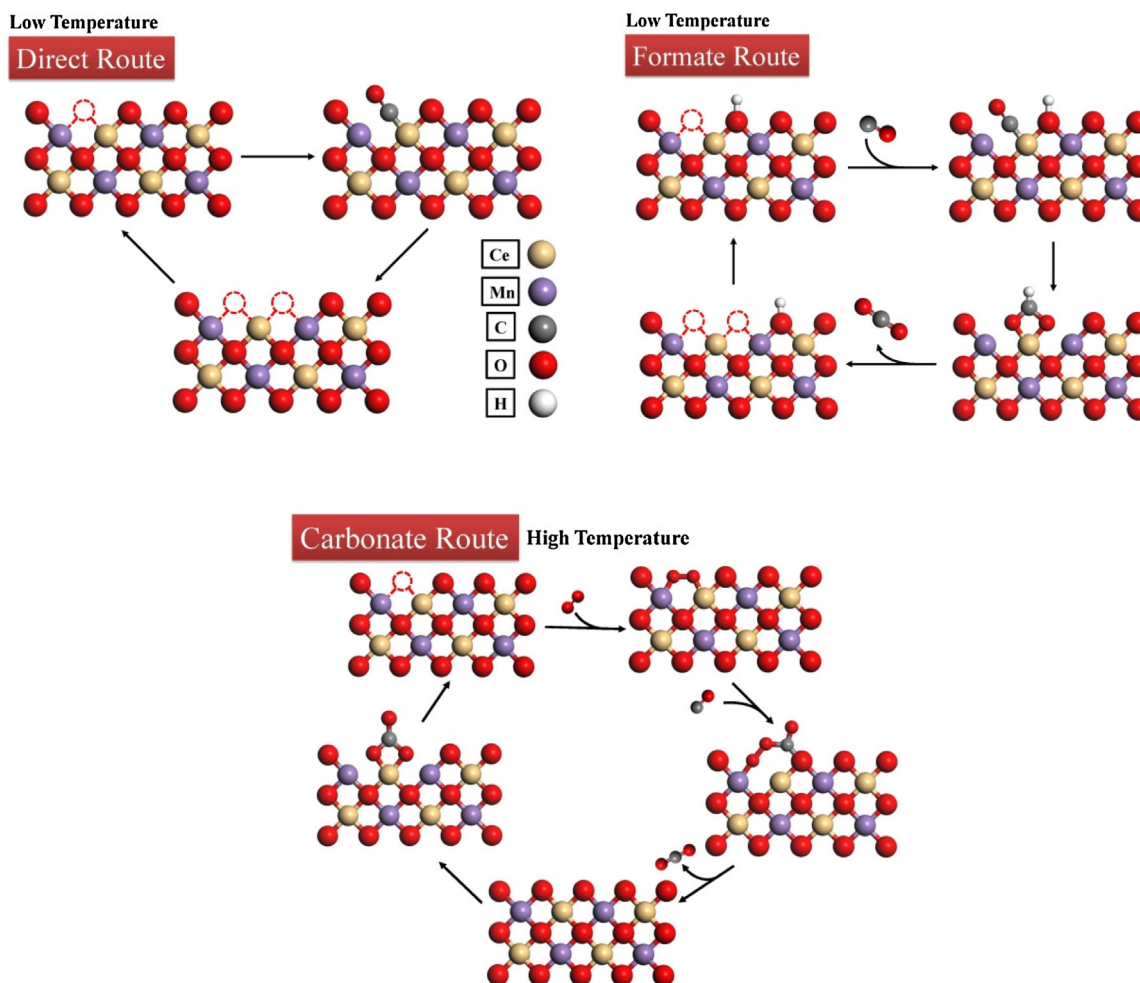 Low Temperature
Direct Route
Low Temperature
Formate Route
Ce
Mn
C
O
H
Carbonate Route
High Temperature